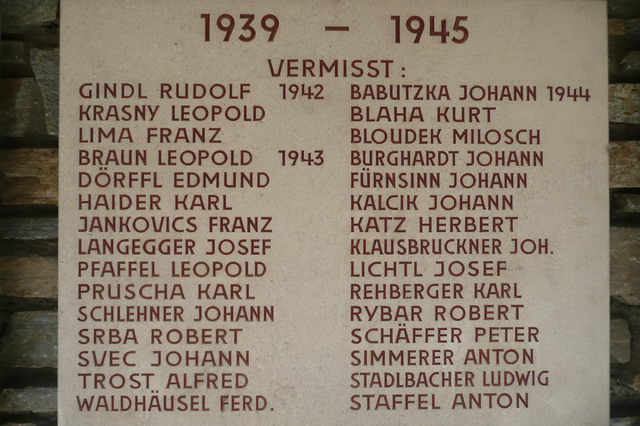 1939 – 1945
VERMISST:
GINDL RUDOLF 1942
KRASNY LEOPOLD
LIMA FRANZ
BRAUN LEOPOLD 1943
DÖRFFL EDMUND
HAIDER KARL
JANKOVICS FRANZ
LANGEGGER JOSEF
PFAFFEL LEOPOLD
PRUSCHA KARL
SCHLEHNER JOHANN
SRBA ROBERT
SVEC JOHANN
TROST ALFRED
WALDHÄUSEL FERD.
BABUTZKA JOHANN 1944
BLAHA KURT
BLOUDEK MILOSCH
BURGHARDT JOHANN
FÜRNSINN JOHANN
KALCIK JOHANN
KATZ HERBERT
KLAUSBRUCKNER JOH.
LICHTL JOSEF
REHBERGER KARL
RYBAR ROBERT
SCHÄFFER PETER
SIMMERER ANTON
STADLBACHER LUDWIG
STAFFEL ANTON